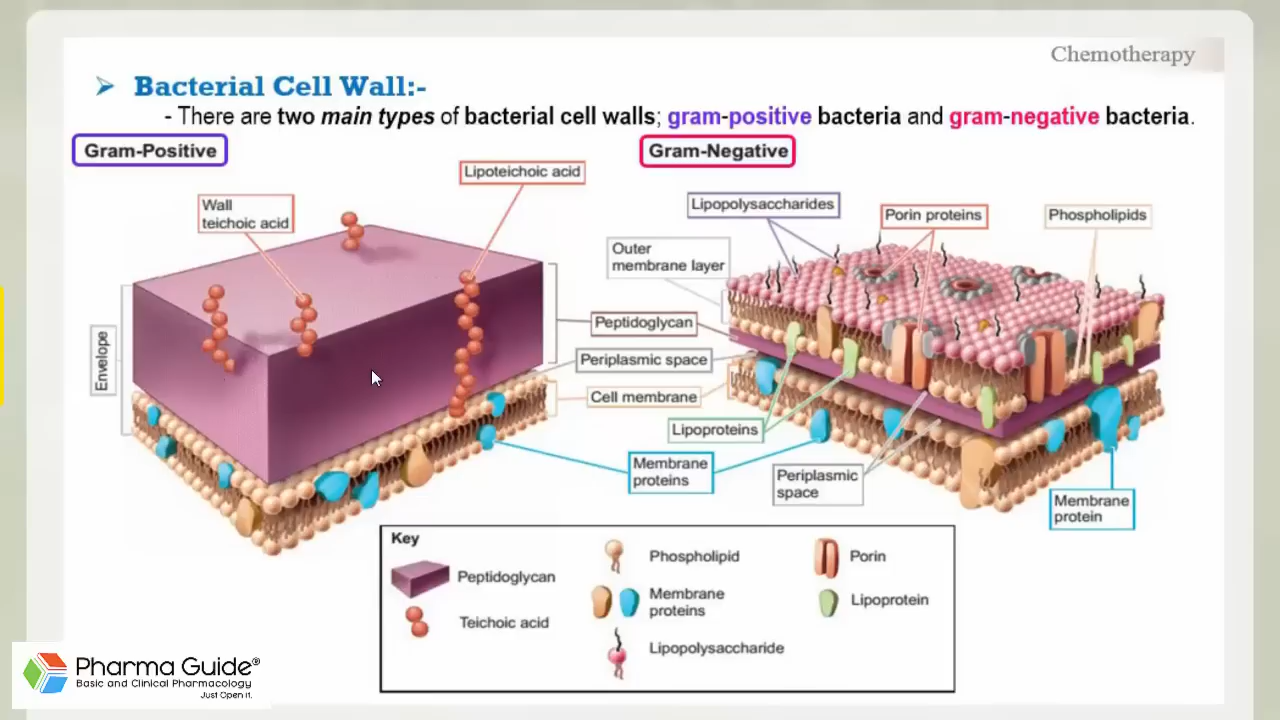 Chemotherapy
➢ Bacterial Cell Wall:-
- There are two main types of bacterial cell walls; gram-positive bacteria and gram-negative bacteria.
Gram-Positive
Gram-Negative
Lipoteichoic acid
Wall
teichoic acid
Lipopolysaccharides
Porin proteins
Phospholipids
Outer
membrane layer
Envelope
Peptidoglycan
Periplasmic space
Cell membrane
Lipoproteins
Membrane
proteins
Periplasmic
space
Membrane
protein
Key
Peptidoglycan
Teichoic acid
Phospholipid
Membrane
proteins
Lipopolysaccharide
Porin
Lipoprotein
Pharma Guide®
Basic and Clinical Pharmacology
Just Open it.